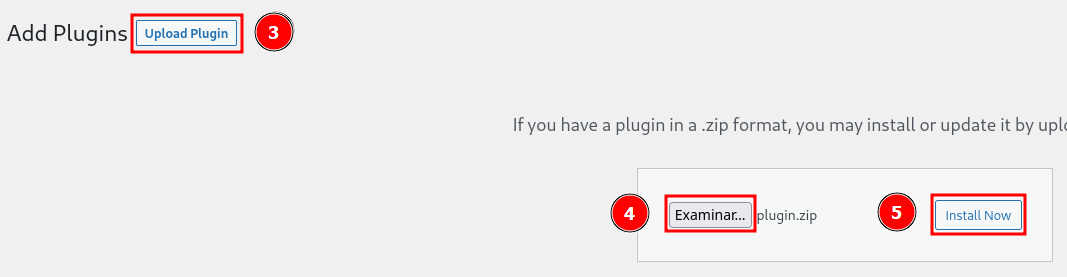 Add Plugins Upload Plugin 3
If you have a plugin in a .zip format, you may install or update it by uplo
4 Examinar... plugin.zip 5 Install Now